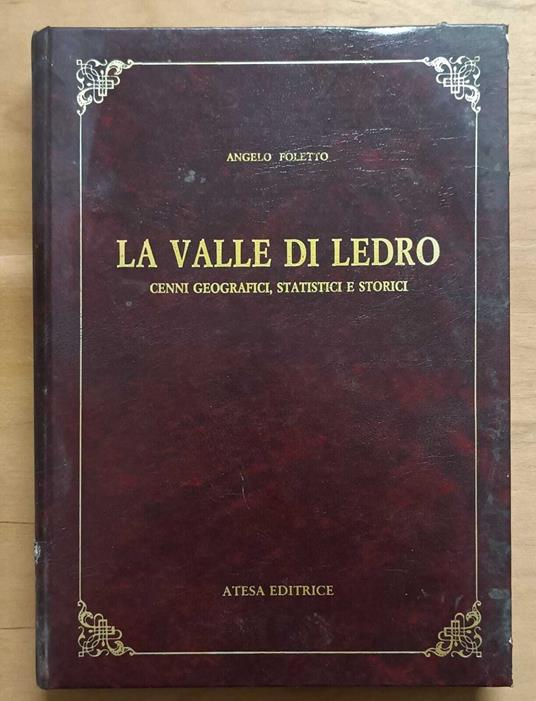 ANGELO FOLETTO
LA VALLE DI LEDRO
CENNI GEOGRAFICI, STATISTICI E STORICI
ATESA EDITRICE